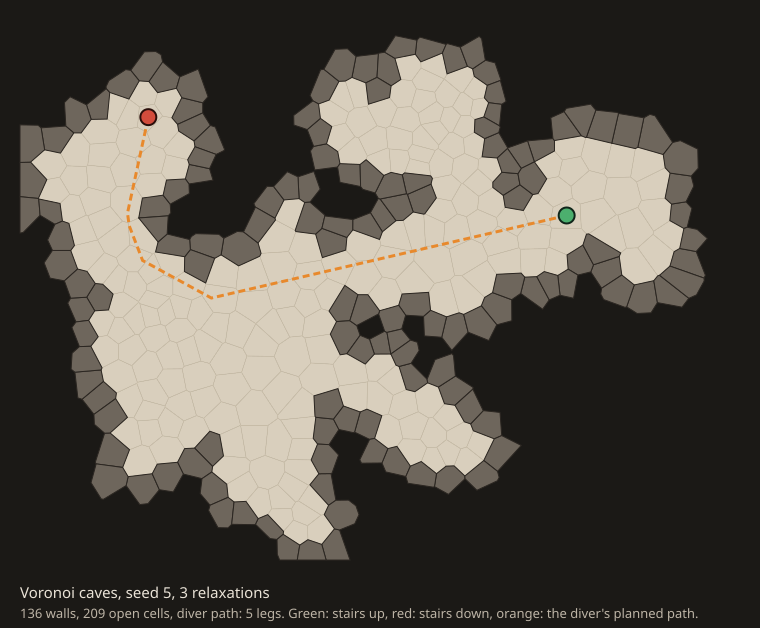 Voronoi caves, seed 5, 3 relaxations
136 walls, 209 open cells, diver path: 5 legs. Green: stairs up, red: stairs down, orange: the diver's planned path.